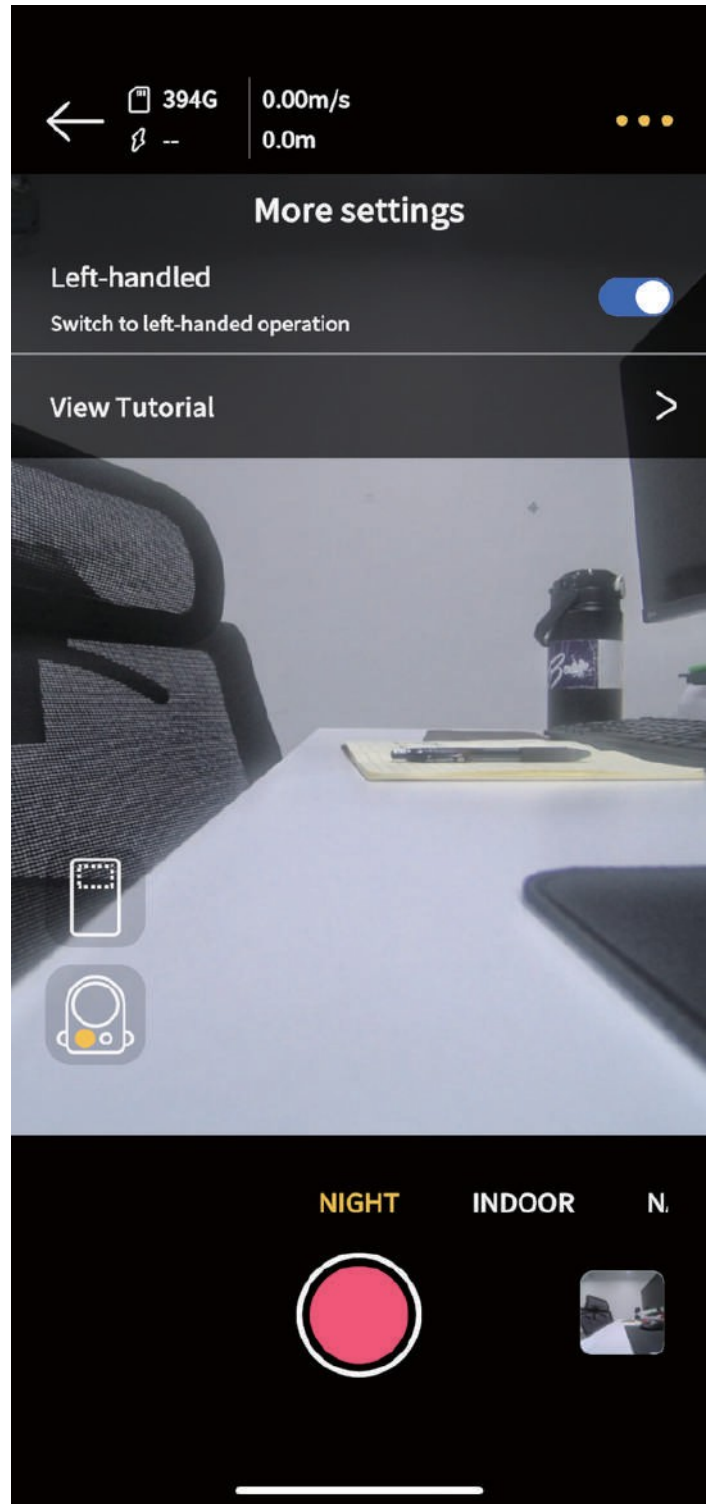 394G
0.00m/s
--
0.0m
More settings
Left-handled
Switch to left-handed operation
View Tutorial
NIGHT INDOOR